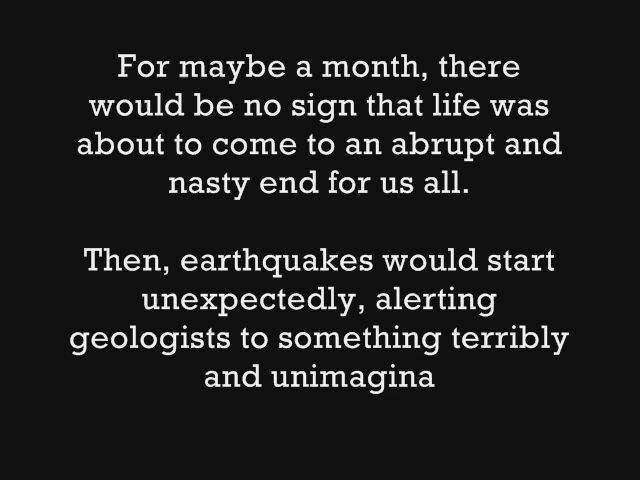 For maybe a month, there
would be no sign that life was
about to come to an abrupt and
nasty end for us all.
Then, earthquakes would start
unexpectedly, alerting
geologists to something terribly
and unimagina